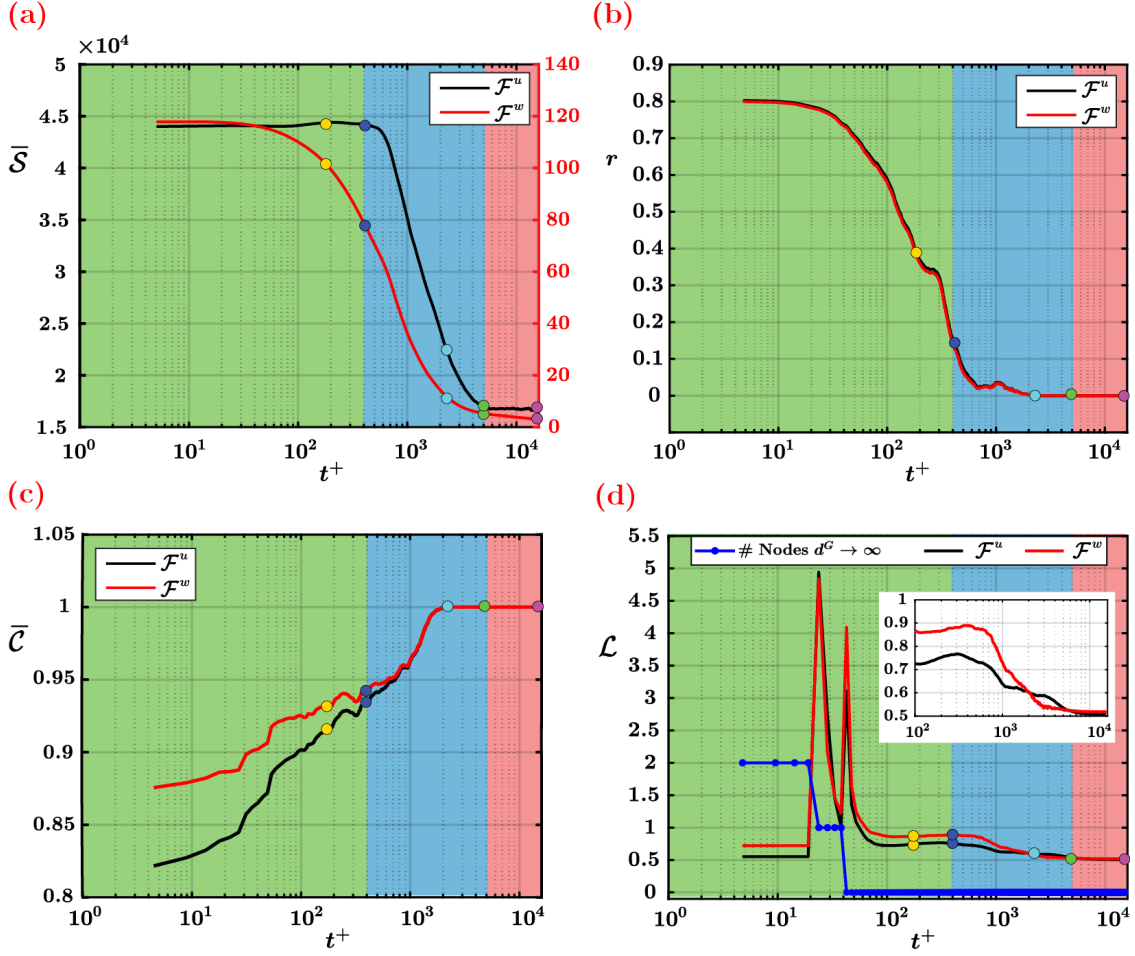 (a)
×10⁴
5
4.5
4
3.5
3
2.5
2
1.5
140
120
100
80
60
40
20
0
ℱᵘ
ℱʷ
𝒮̅
10⁰ 10¹ 10² 10³ 10⁴
t⁺
(b)
0.9
0.8
0.7
0.6
0.5
0.4
0.3
0.2
0.1
0
ℱᵘ
ℱʷ
r
10⁰ 10¹ 10² 10³ 10⁴
t⁺
(c)
1.05
1
0.95
0.9
0.85
0.8
ℱᵘ
ℱʷ
𝒞̅
10⁰ 10¹ 10² 10³ 10⁴
t⁺
(d)
5.5
5
4.5
4
3.5
3
2.5
2
1.5
1
0.5
0
# Nodes dᴳ → ∞ ℱᵘ ℱʷ
1
0.9
0.8
0.7
0.6
0.5
10² 10³ 10⁴
ℒ
10⁰ 10¹ 10² 10³ 10⁴
t⁺